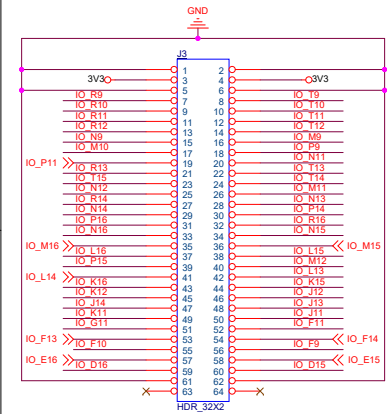 GND
J3
1 2
3V3 3 4 3V3
5 6
IO_R9 7 8 IO_T9
IO_R10 9 10 IO_T10
IO_R11 11 12 IO_T11
IO_R12 13 14 IO_T12
IO_N9 15 16 IO_M9
IO_M10 17 18 IO_P9
IO_P11 19 20 IO_N11
IO_R13 21 22 IO_T13
IO_T15 23 24 IO_T14
IO_N12 25 26 IO_M11
IO_R14 27 28 IO_N13
IO_N14 29 30 IO_P14
IO_P16 31 32 IO_R16
IO_N16 33 34 IO_N15
IO_M16 35 36 IO_M15
IO_L16 37 38 IO_L15
IO_P15 39 40 IO_M12
IO_L14 41 42 IO_L13
IO_K16 43 44 IO_K15
IO_K12 45 46 IO_J12
IO_J14 47 48 IO_J13
IO_K11 49 50 IO_J11
IO_G11 51 52 IO_F11
IO_F13 53 54 IO_F14
IO_F10 55 56 IO_F9
IO_E16 57 58 IO_E15
IO_D16 59 60 IO_D15
61 62
63 64
HDR_32X2